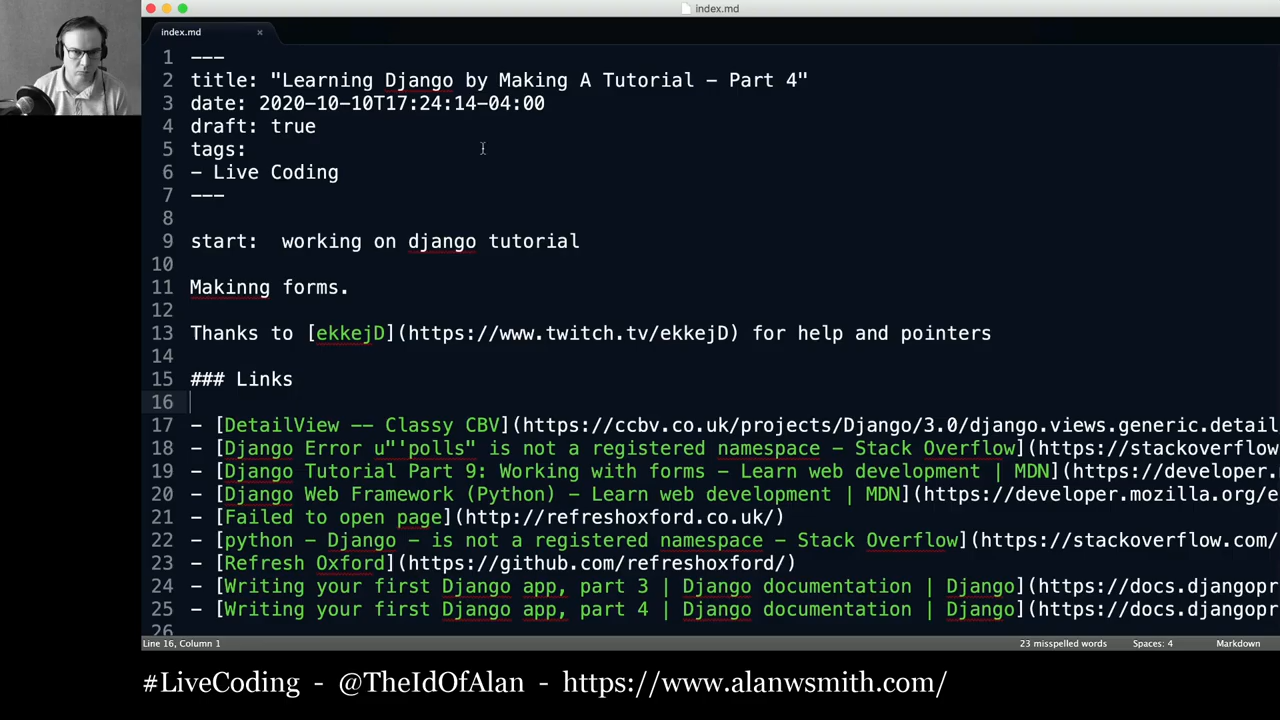 index.md
index.md
1 ---
2 title: "Learning Django by Making A Tutorial - Part 4"
3 date: 2020-10-10T17:24:14-04:00
4 draft: true
5 tags:
6 - Live Coding
7 ---
8
9 start:  working on django tutorial
10
11 Makinng forms.
12
13 Thanks to [ekkejD](https://www.twitch.tv/ekkejD) for help and pointers
14
15 ### Links
16
17 - [DetailView -- Classy CBV](https://ccbv.co.uk/projects/Django/3.0/django.views.generic.detail
18 - [Django Error u"'polls" is not a registered namespace - Stack Overflow](https://stackoverflow
19 - [Django Tutorial Part 9: Working with forms - Learn web development | MDN](https://developer.
20 - [Django Web Framework (Python) - Learn web development | MDN](https://developer.mozilla.org/e
21 - [Failed to open page](http://refreshoxford.co.uk/)
22 - [python - Django - is not a registered namespace - Stack Overflow](https://stackoverflow.com/
23 - [Refresh Oxford](https://github.com/refreshoxford/)
24 - [Writing your first Django app, part 3 | Django documentation | Django](https://docs.djangopr
25 - [Writing your first Django app, part 4 | Django documentation | Django](https://docs.djangopr
26
Line 16, Column 1 23 misspelled words Spaces: 4 Markdown
#LiveCoding - @TheIdOfAlan - https://www.alanwsmith.com/